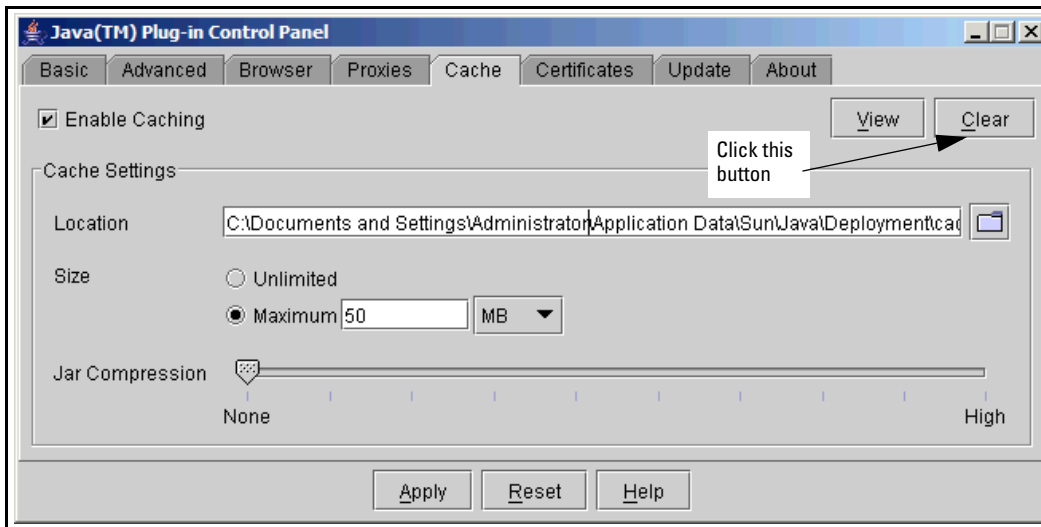 Java(TM) Plug-in Control Panel
Basic Advanced Browser Proxies Cache Certificates Update About
Enable Caching View Clear
Click this
button
Cache Settings
Location C:\Documents and Settings\Administrator\Application Data\Sun\Java\Deployment\cac
Size Unlimited
Maximum 50 MB
Jar Compression
None High
Apply Reset Help